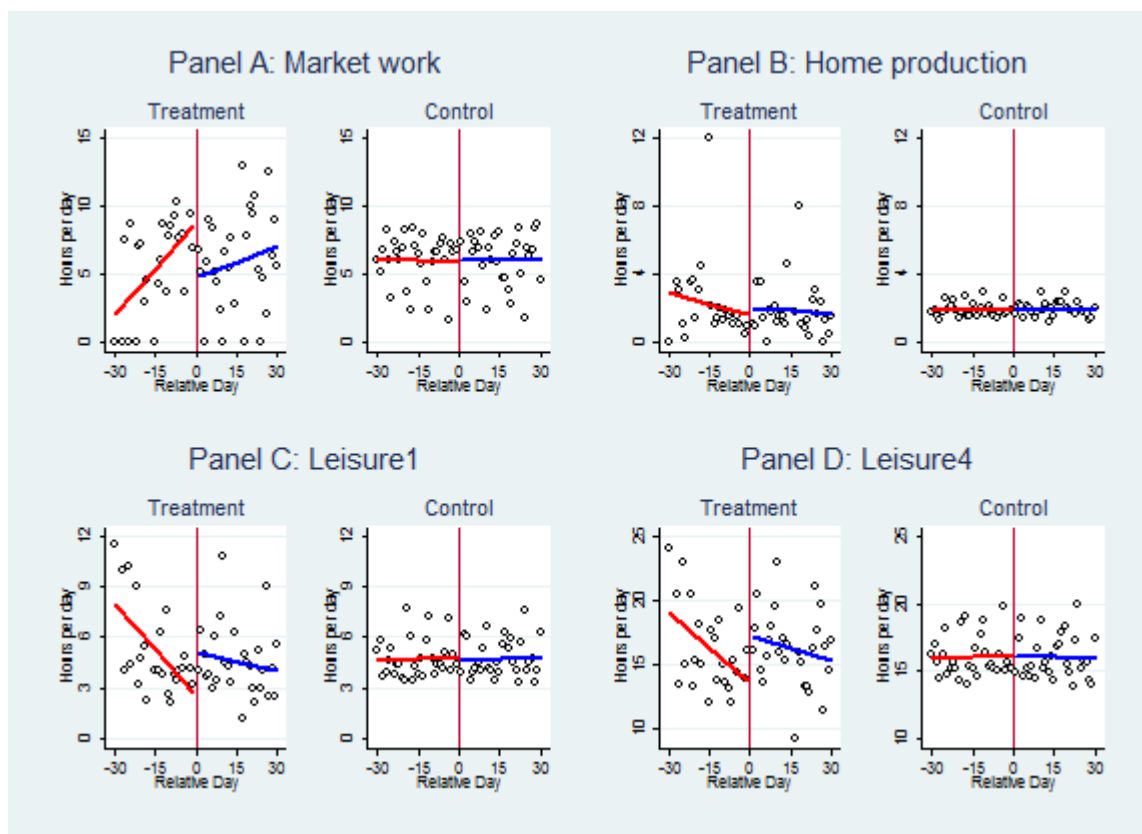 Panel A: Market work
Panel B: Home production
Treatment
Control
Treatment
Control
Hours per day
0 5 10 15
-30 -15 0 15 30
Relative Day
Hours per day
0 5 10 15
-30 -15 0 15 30
Relative Day
Hours per day
0 4 8 12
-30 -15 0 15 30
Relative Day
Hours per day
0 4 8 12
-30 -15 0 15 30
Relative Day
Panel C: Leisure1
Panel D: Leisure4
Treatment
Control
Treatment
Control
Hours per day
0 3 6 9 12
-30 -15 0 15 30
Relative Day
Hours per day
0 3 6 9 12
-30 -15 0 15 30
Relative Day
Hours per day
10 15 20 25
-30 -15 0 15 30
Relative Day
Hours per day
10 15 20 25
-30 -15 0 15 30
Relative Day